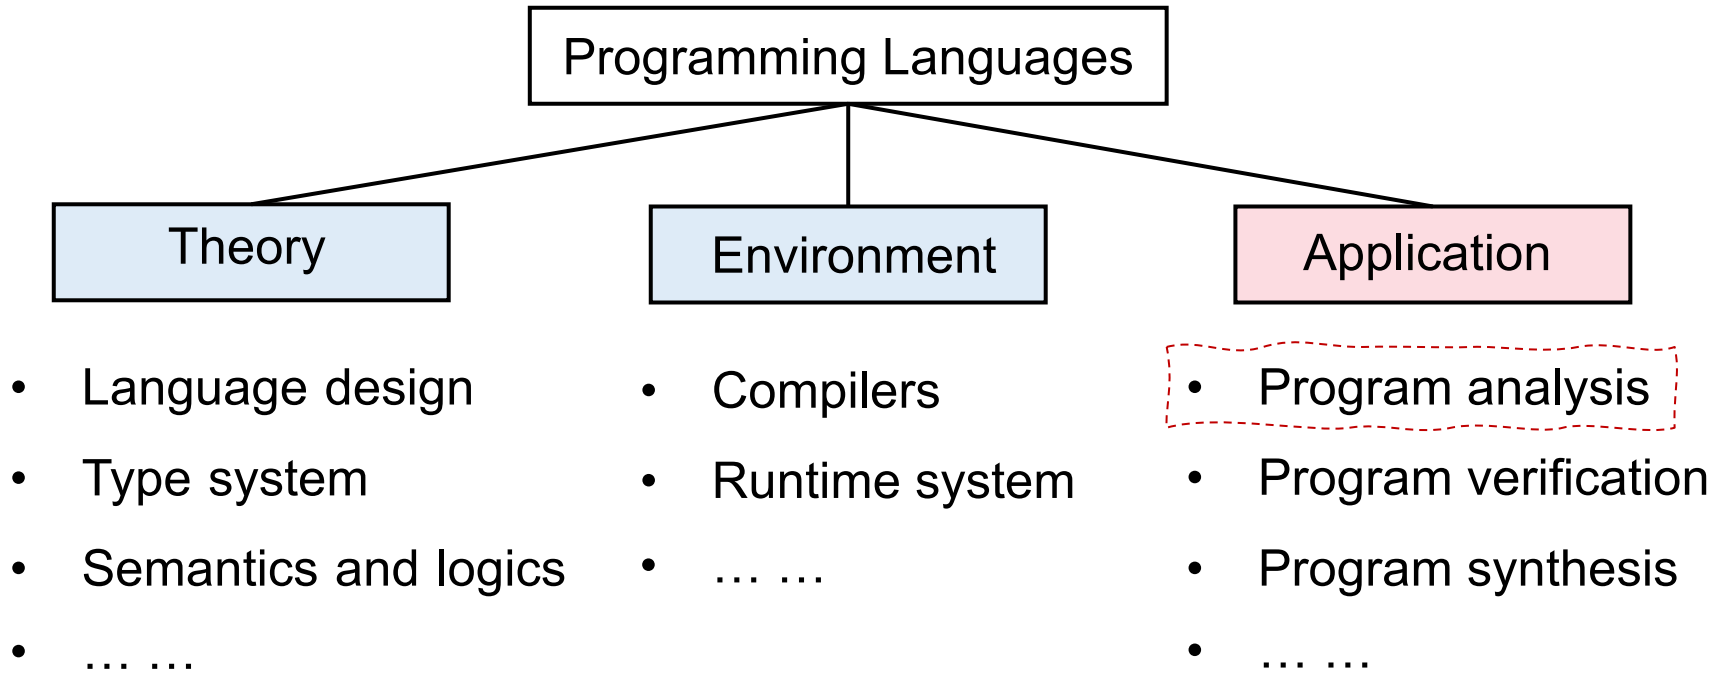 Programming Languages
Theory
Environment
Application
• Language design
• Type system
• Semantics and logics
• … …
• Compilers
• Runtime system
• … …
• Program analysis
• Program verification
• Program synthesis
• … …